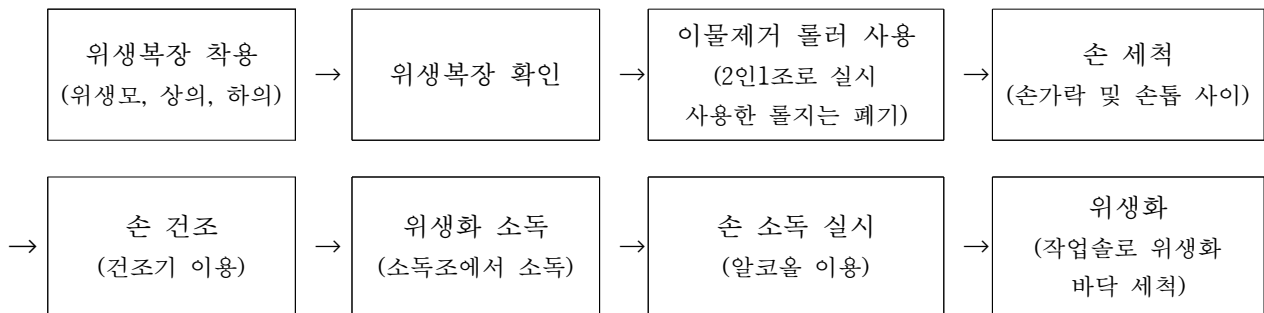 위생복장 착용
(위생모, 상의, 하의)
→
위생복장 확인
→
이물제거 롤러 사용
(2인1조로 실시
사용한 롤지는 폐기)
→
손 세척
(손가락 및 손톱 사이)
→
손 건조
(건조기 이용)
→
위생화 소독
(소독조에서 소독)
→
손 소독 실시
(알코올 이용)
→
위생화
(작업솔로 위생화
바닥 세척)